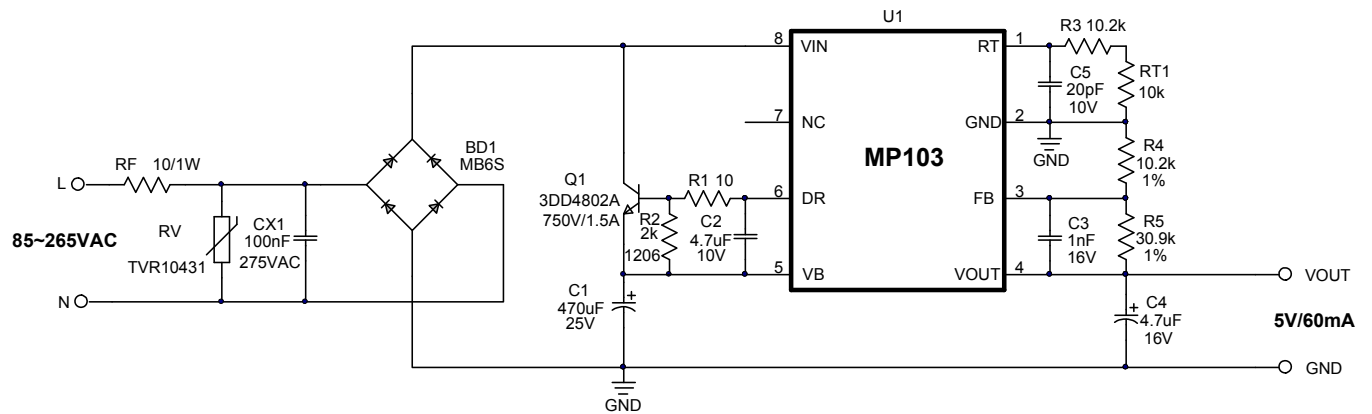 U1
8 VIN
RT 1
R3 10.2k
C5
20pF
10V
RT1
10k
7 NC
GND 2
GND
MP103
BD1
MB6S
RF 10/1W
L
R4
10.2k
1%
Q1
3DD4802A
750V/1.5A
R1 10
6 DR
FB 3
R2
2k
1206
C2
4.7uF
10V
C3
1nF
16V
R5
30.9k
1%
85~265VAC
RV
TVR10431
CX1
100nF
275VAC
5 VB
VOUT 4
VOUT
N
C1
+
470uF
25V
+
C4
4.7uF
16V
5V/60mA
GND
GND